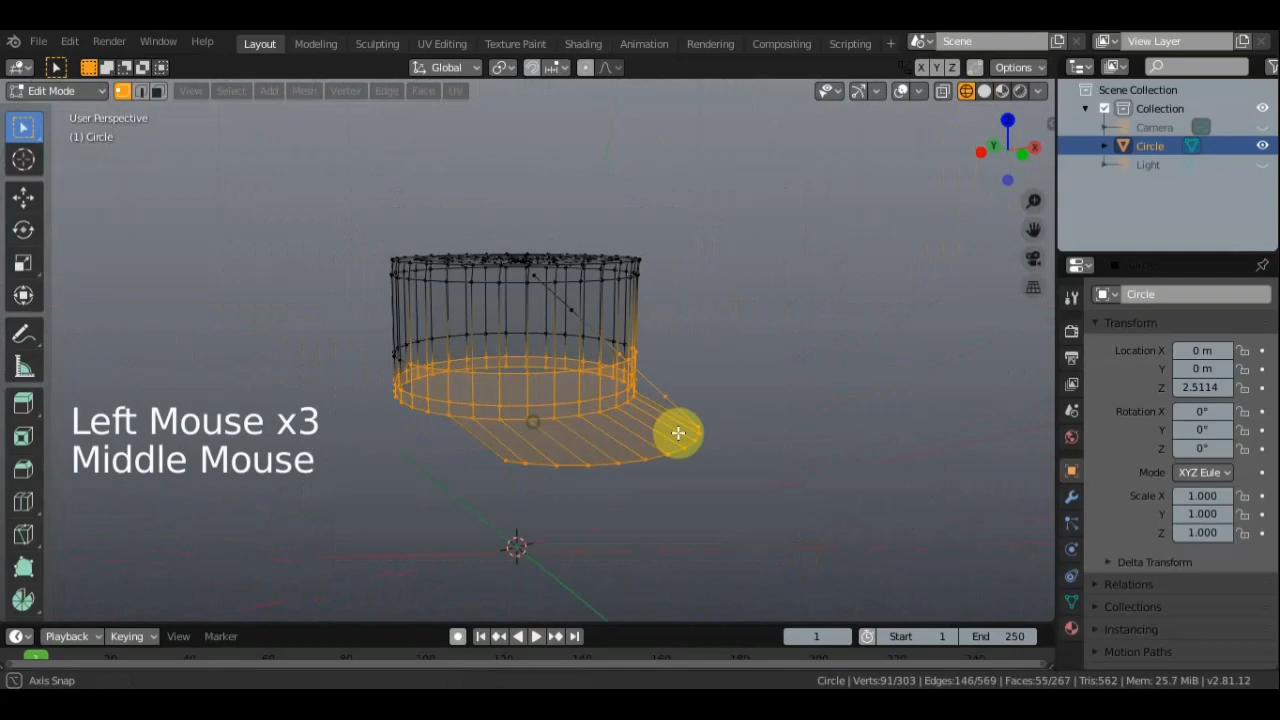 File Edit Render Window Help
Layout Modeling Sculpting UV Editing Texture Paint Shading Animation Rendering Compositing Scripting + Scene View Layer
Global X Y Z Options
Edit Mode View Select Add Mesh Vertex Edge Face UV
User Perspective
(1) Circle
Z Y X
Scene Collection
Collection
Camera
Circle
Light
Circle
Transform
Location X 0 m
Y 0 m
Z 2.5114
Rotation X 0°
Y 0°
Z 0°
Mode XYZ Eule
Scale X 1.000
Y 1.000
Z 1.000
Delta Transform
Relations
Collections
Instancing
Motion Paths
Left Mouse x3
Middle Mouse
Playback Keying View Marker 1 Start 1 End 250
Axis Snap
Circle | Verts:91/303 | Edges:146/569 | Faces:55/267 | Tris:562 | Mem: 25.7 MiB | v2.81.12